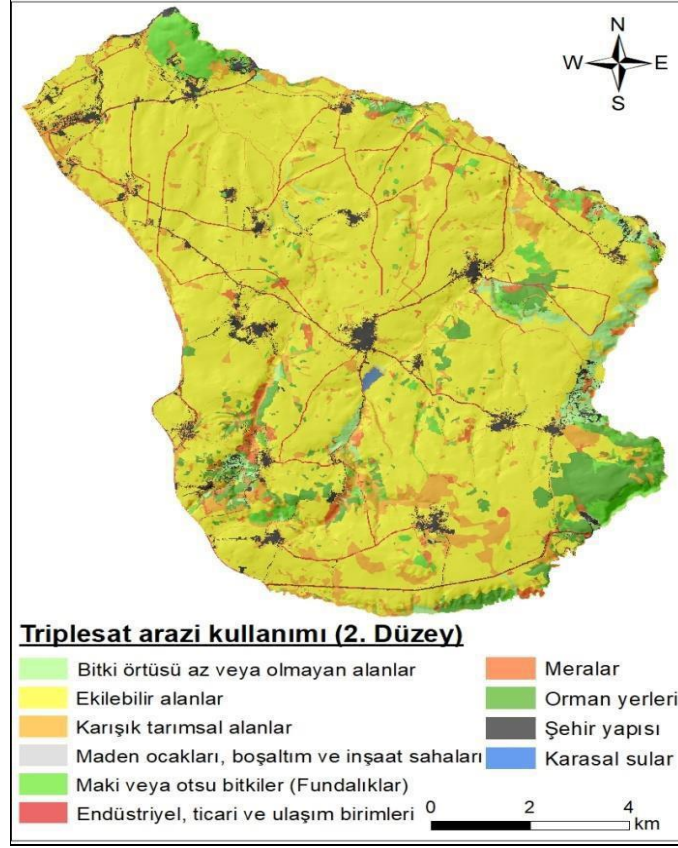 N
W E
S
Triplesat arazi kullanımı (2. Düzey)
Bitki örtüsü az veya olmayan alanlar
Ekilebilir alanlar
Karışık tarımsal alanlar
Maden ocakları, boşaltım ve inşaat sahaları
Maki veya otsu bitkiler (Fundalıklar)
Endüstriyel, ticari ve ulaşım birimleri
Meralar
Orman yerleri
Şehir yapısı
Karasal sular
0 2 4
km